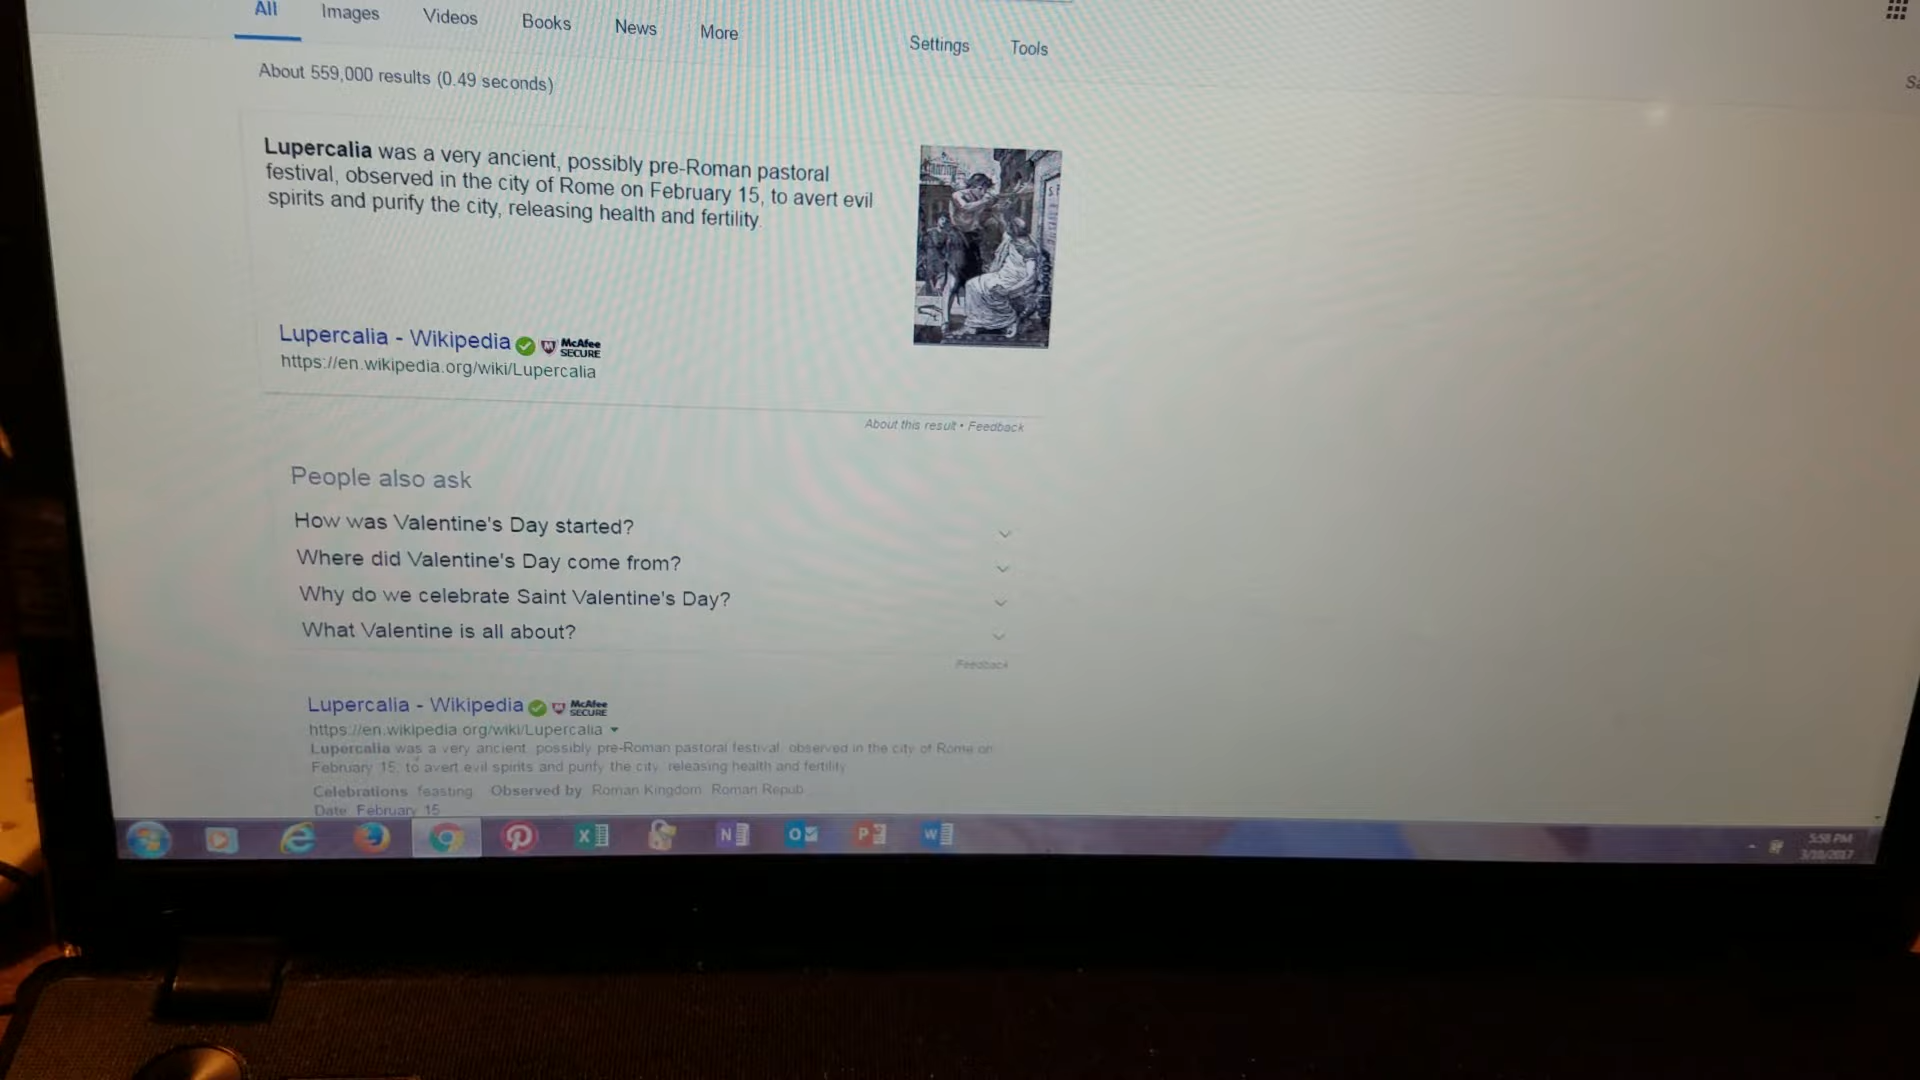 All Images Videos Books News More Settings Tools
About 559,000 results (0.49 seconds)
Lupercalia was a very ancient, possibly pre-Roman pastoral
festival, observed in the city of Rome on February 15, to avert evil
spirits and purify the city, releasing health and fertility.
Lupercalia - Wikipedia McAfee SECURE
https://en.wikipedia.org/wiki/Lupercalia
About this result • Feedback
People also ask
How was Valentine's Day started?
Where did Valentine's Day come from?
Why do we celebrate Saint Valentine's Day?
What Valentine is all about?
Feedback
Lupercalia - Wikipedia McAfee SECURE
https://en.wikipedia.org/wiki/Lupercalia
Lupercalia was a very ancient, possibly pre-Roman pastoral festival, observed in the city of Rome on
February 15, to avert evil spirits and purify the city, releasing health and fertility
Celebrations feasting Observed by Roman Kingdom Roman Repub
Date February 15
5:58 PM
3/10/2017